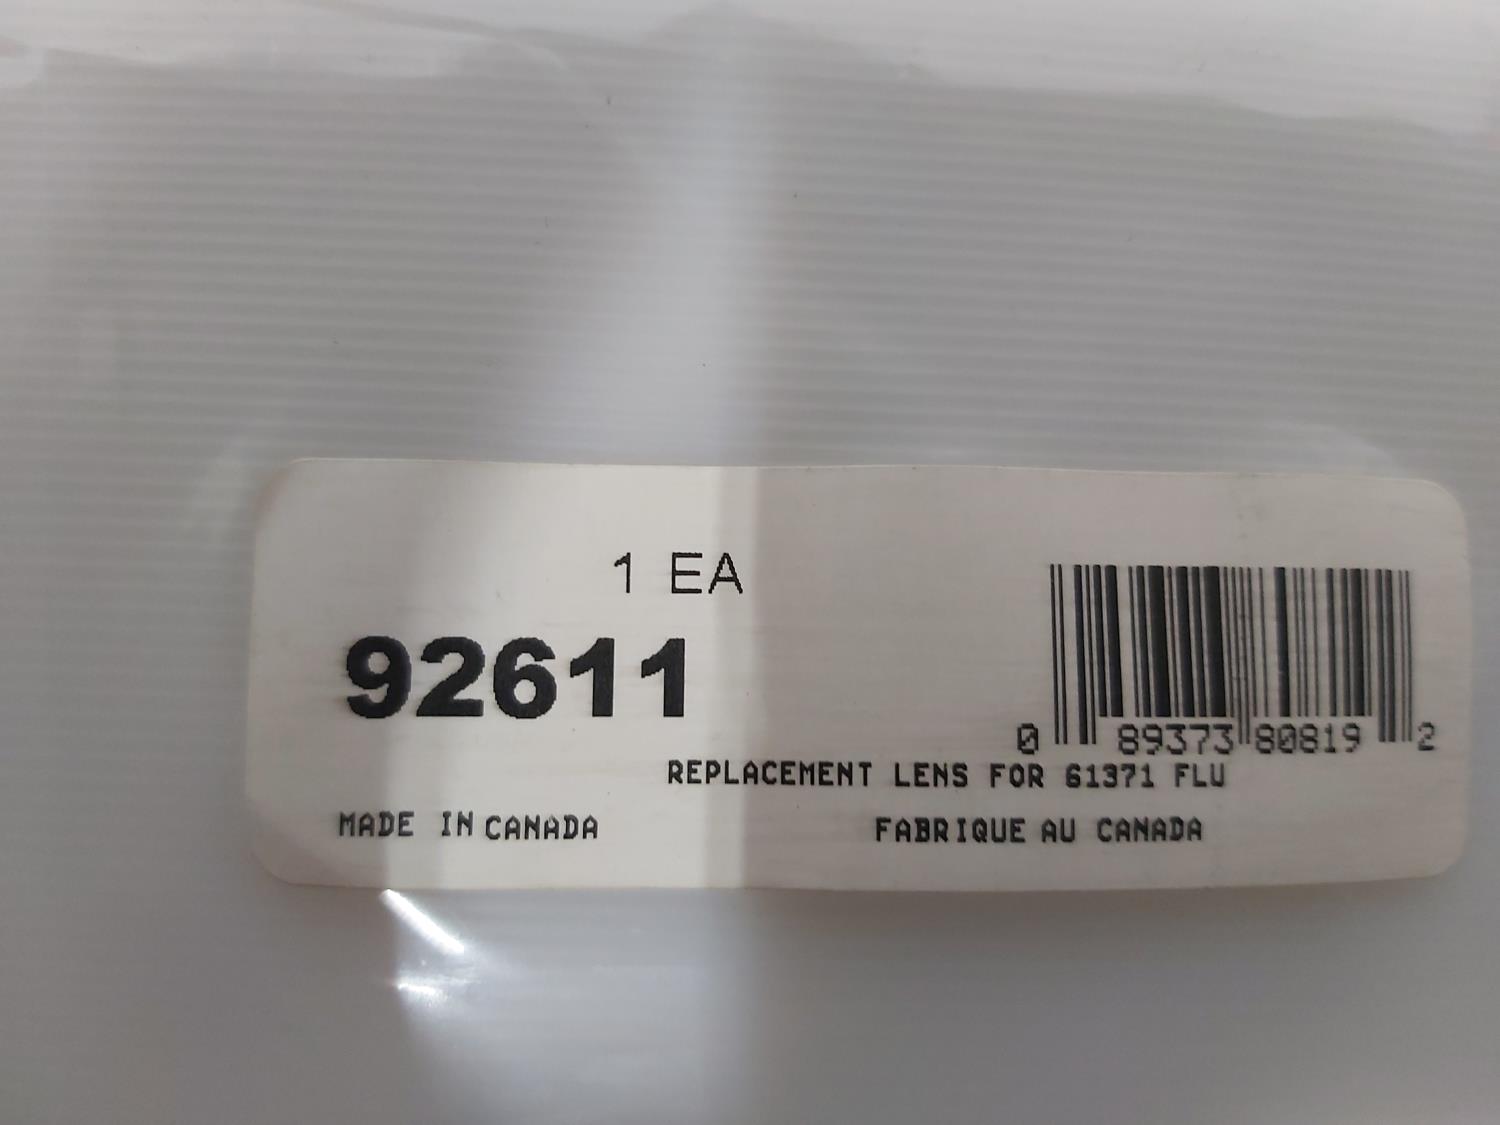 1 EA
92611
0 89373 80819 2
REPLACEMENT LENS FOR 61371 FLU
MADE IN CANADA FABRIQUE AU CANADA